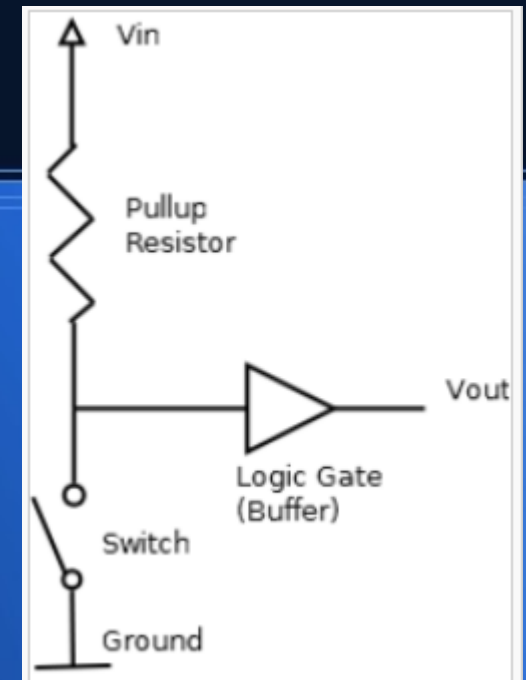 Vin
Pullup
Resistor
Vout
Logic Gate
(Buffer)
Switch
Ground